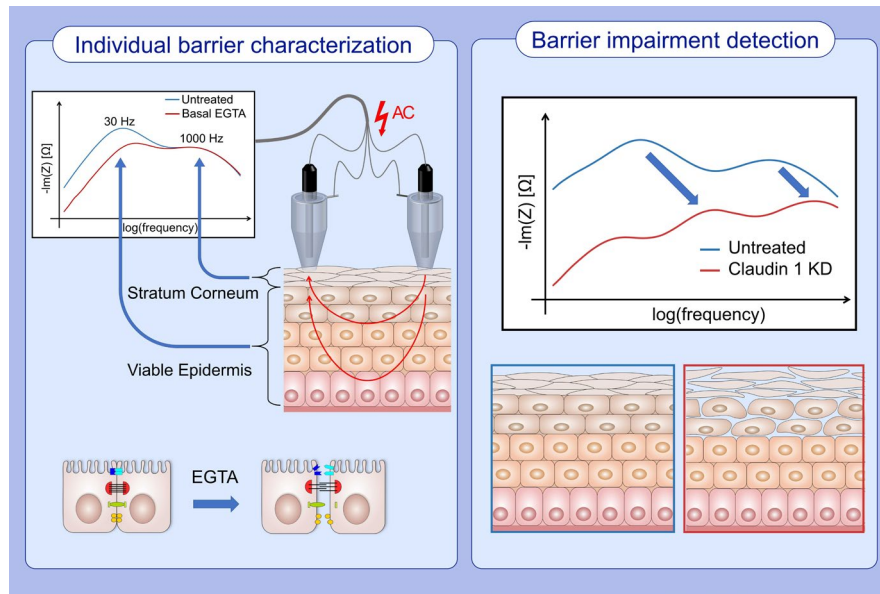 Individual barrier characterization
Untreated
Basal EGTA
30 Hz
1000 Hz
-Im(Z) [Ω]
log(frequency)
AC
Stratum Corneum
Viable Epidermis
EGTA
Barrier impairment detection
-Im(Z) [Ω]
Untreated
Claudin 1 KD
log(frequency)